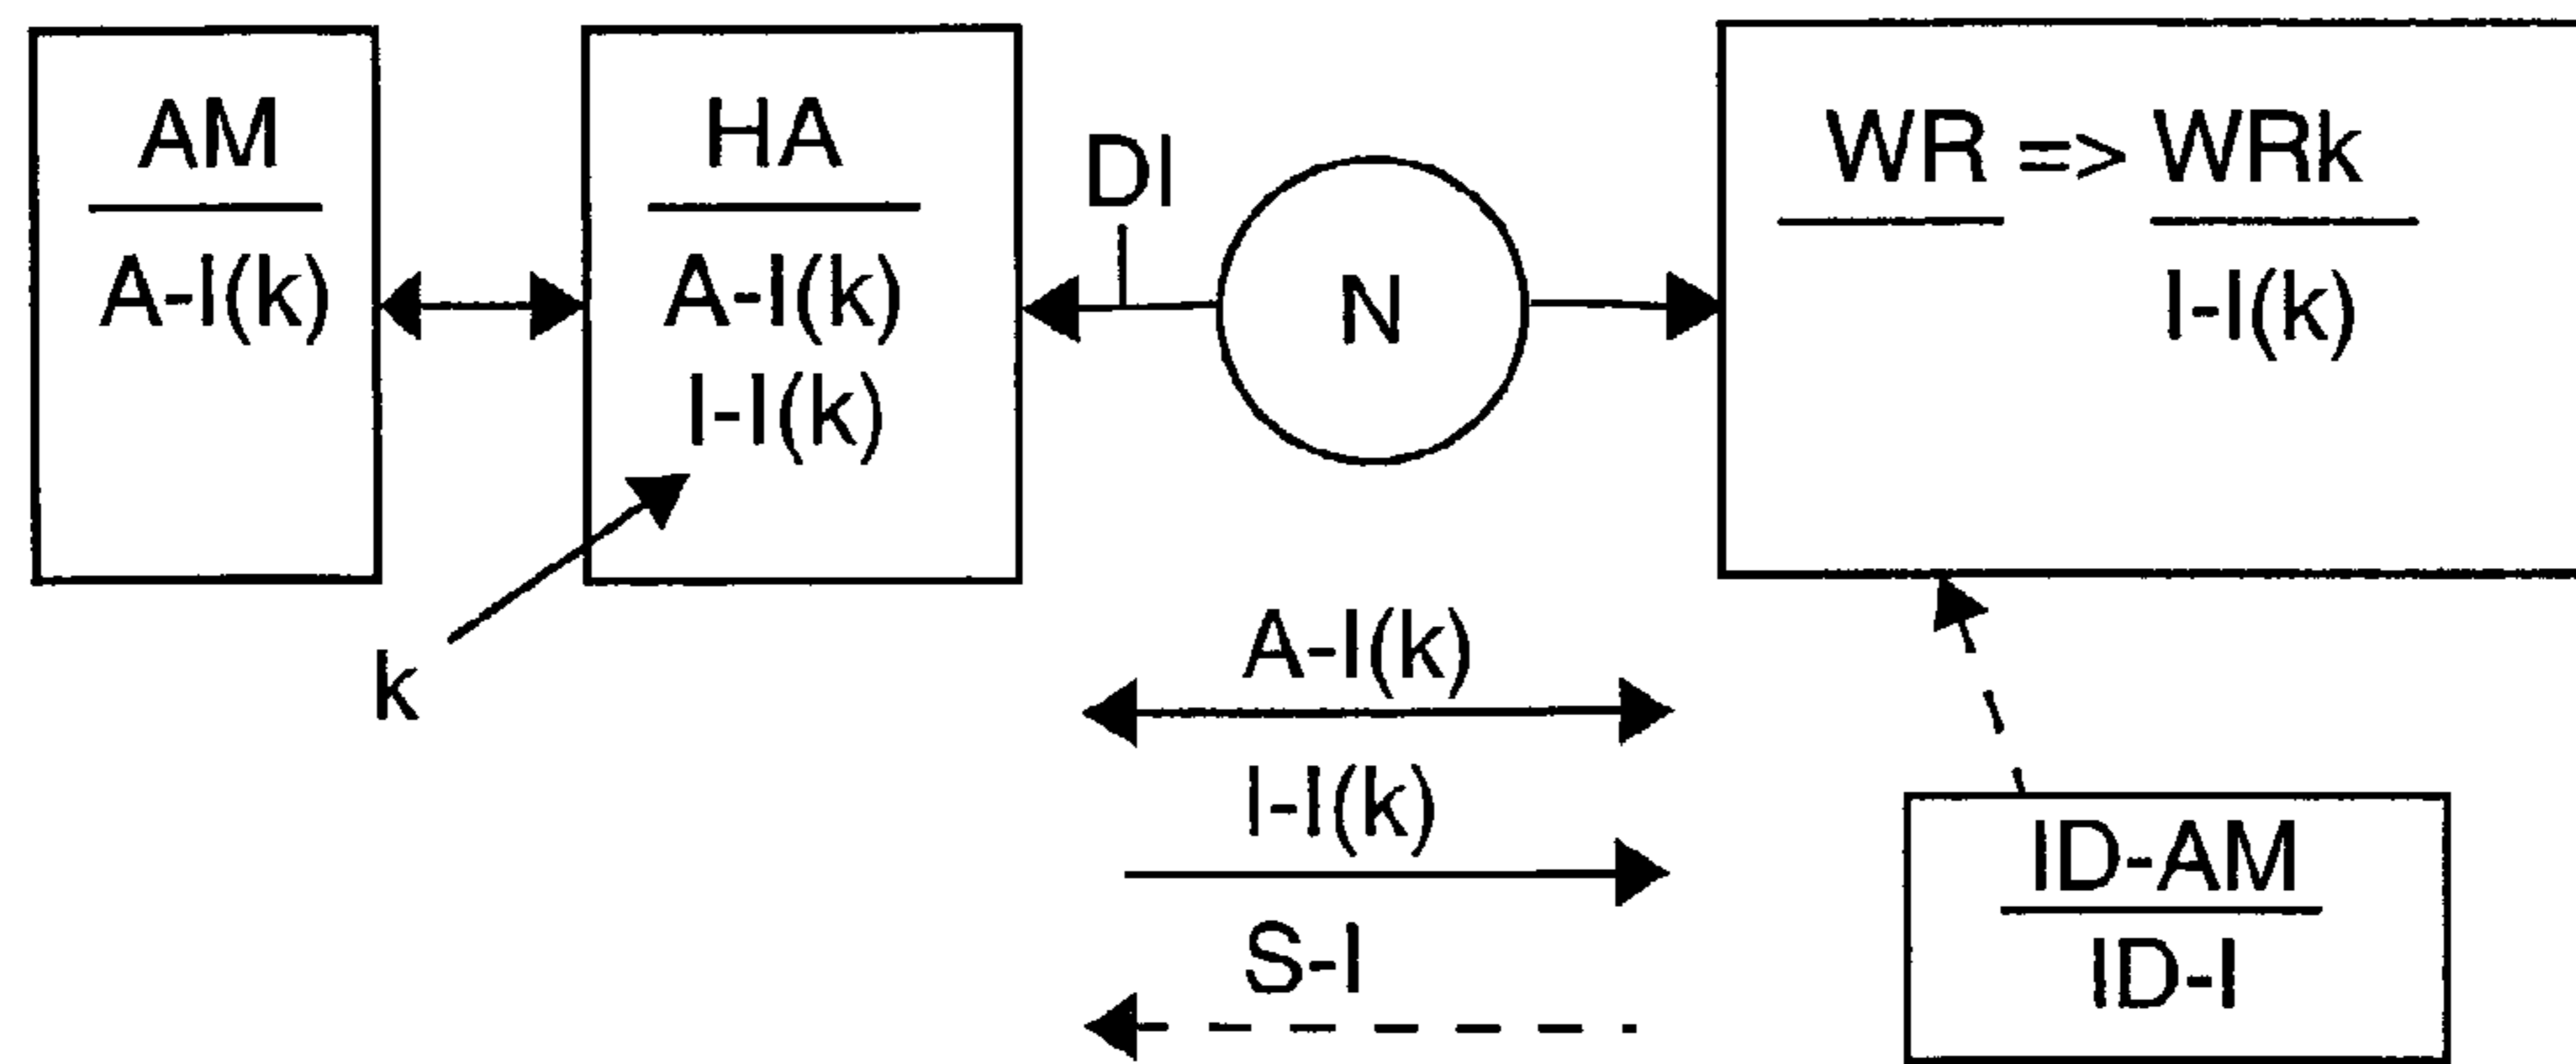 AM
A-I(k)
HA
A-I(k)
I-I(k)
k
DI
N
WR => WRk
I-I(k)
A-I(k)
I-I(k)
S-I
ID-AM
ID-I